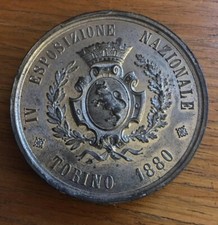 IV ESPOSIZIONE NAZIONALE
TORINO 1880